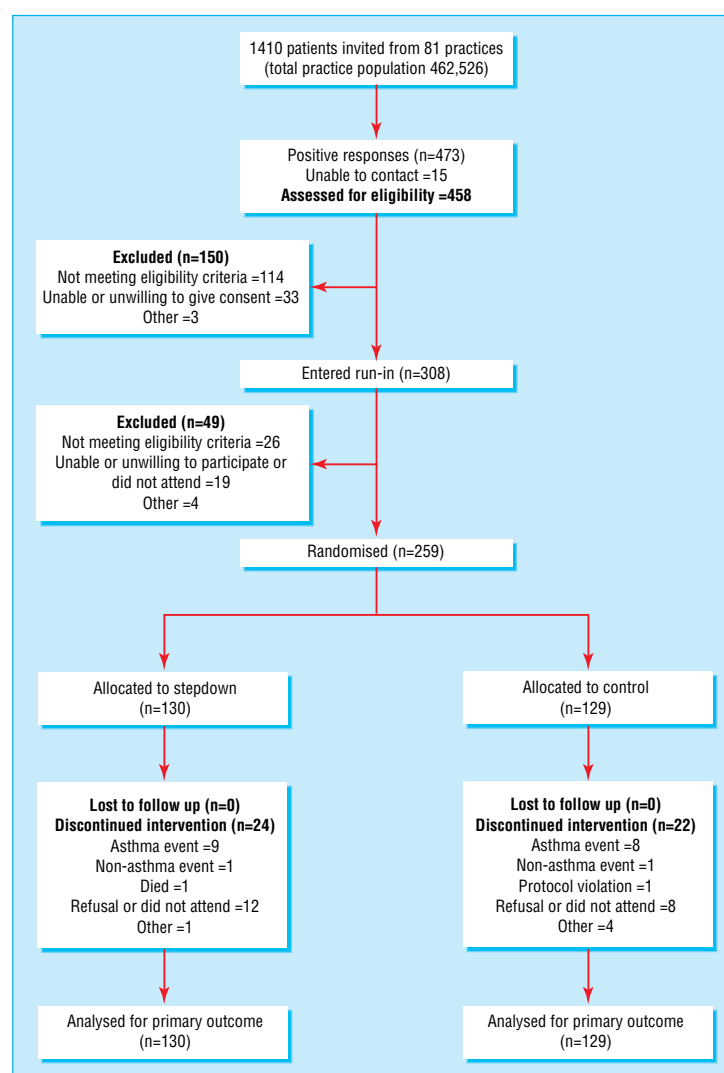 1410 patients invited from 81 practices
(total practice population 462,526)
Positive responses (n=473)
Unable to contact =15
Assessed for eligibility =458
Excluded (n=150)
Not meeting eligibility criteria =114
Unable or unwilling to give consent =33
Other =3
Entered run-in (n=308)
Excluded (n=49)
Not meeting eligibility criteria =26
Unable or unwilling to participate or
did not attend =19
Other =4
Randomised (n=259)
Allocated to stepdown
(n=130)
Allocated to control
(n=129)
Lost to follow up (n=0)
Discontinued intervention (n=24)
Asthma event =9
Non-asthma event =1
Died =1
Refusal or did not attend =12
Other =1
Lost to follow up (n=0)
Discontinued intervention (n=22)
Asthma event =8
Non-asthma event =1
Protocol violation =1
Refusal or did not attend =8
Other =4
Analysed for primary outcome
(n=130)
Analysed for primary outcome
(n=129)